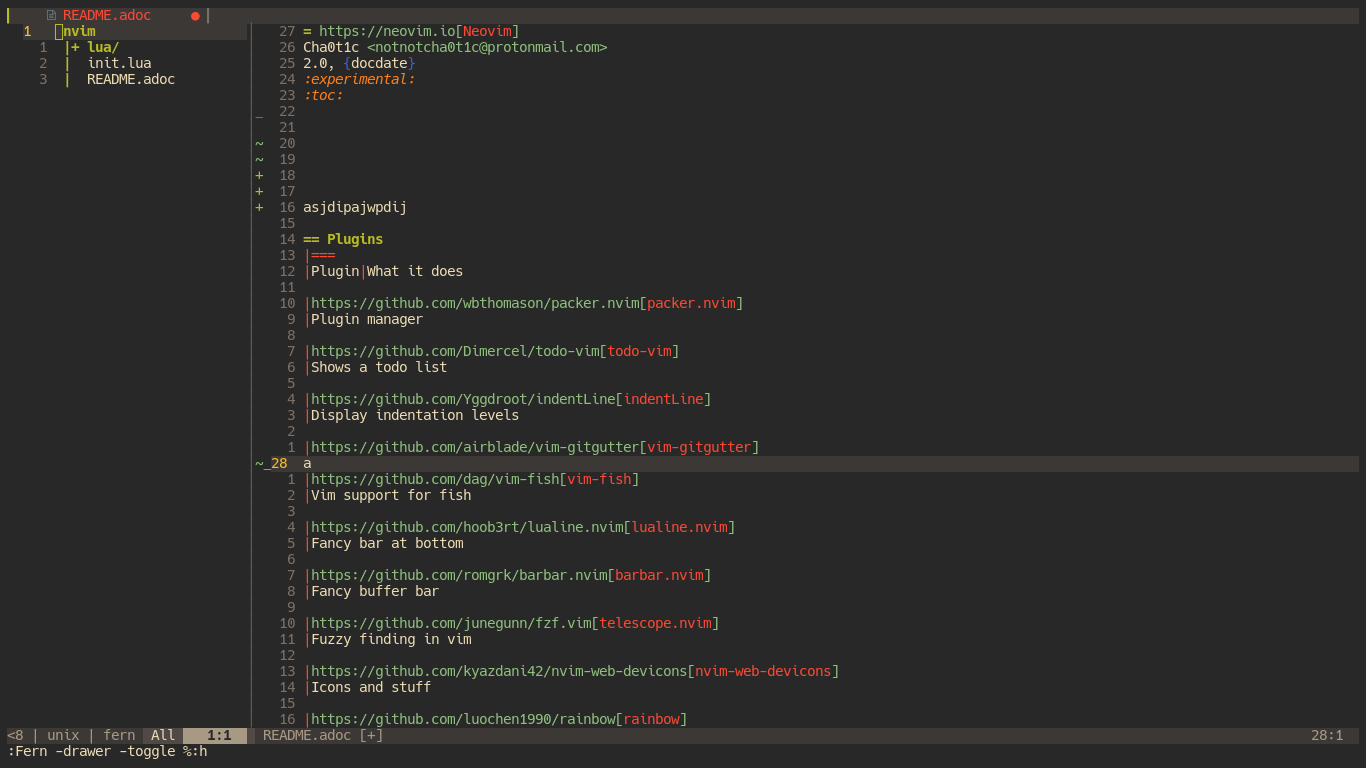 README.adoc ●
1 nvim
1 |+ lua/
2 |  init.lua
3 |  README.adoc
27 = https://neovim.io[Neovim]
26 Cha0t1c <notnotcha0t1c@protonmail.com>
25 2.0, {docdate}
24 :experimental:
23 :toc:
_ 22
21
~ 20
~ 19
+ 18
+ 17
+ 16 asjdipajwpdij
15
14 == Plugins
13 |===
12 |Plugin|What it does
11
10 |https://github.com/wbthomason/packer.nvim[packer.nvim]
9 |Plugin manager
8
7 |https://github.com/Dimercel/todo-vim[todo-vim]
6 |Shows a todo list
5
4 |https://github.com/Yggdroot/indentLine[indentLine]
3 |Display indentation levels
2
1 |https://github.com/airblade/vim-gitgutter[vim-gitgutter]
~_28 a
1 |https://github.com/dag/vim-fish[vim-fish]
2 |Vim support for fish
3
4 |https://github.com/hoob3rt/lualine.nvim[lualine.nvim]
5 |Fancy bar at bottom
6
7 |https://github.com/romgrk/barbar.nvim[barbar.nvim]
8 |Fancy buffer bar
9
10 |https://github.com/junegunn/fzf.vim[telescope.nvim]
11 |Fuzzy finding in vim
12
13 |https://github.com/kyazdani42/nvim-web-devicons[nvim-web-devicons]
14 |Icons and stuff
15
16 |https://github.com/luochen1990/rainbow[rainbow]
<8 | unix | fern  All  1:1
README.adoc [+] 28:1
:Fern -drawer -toggle %:h